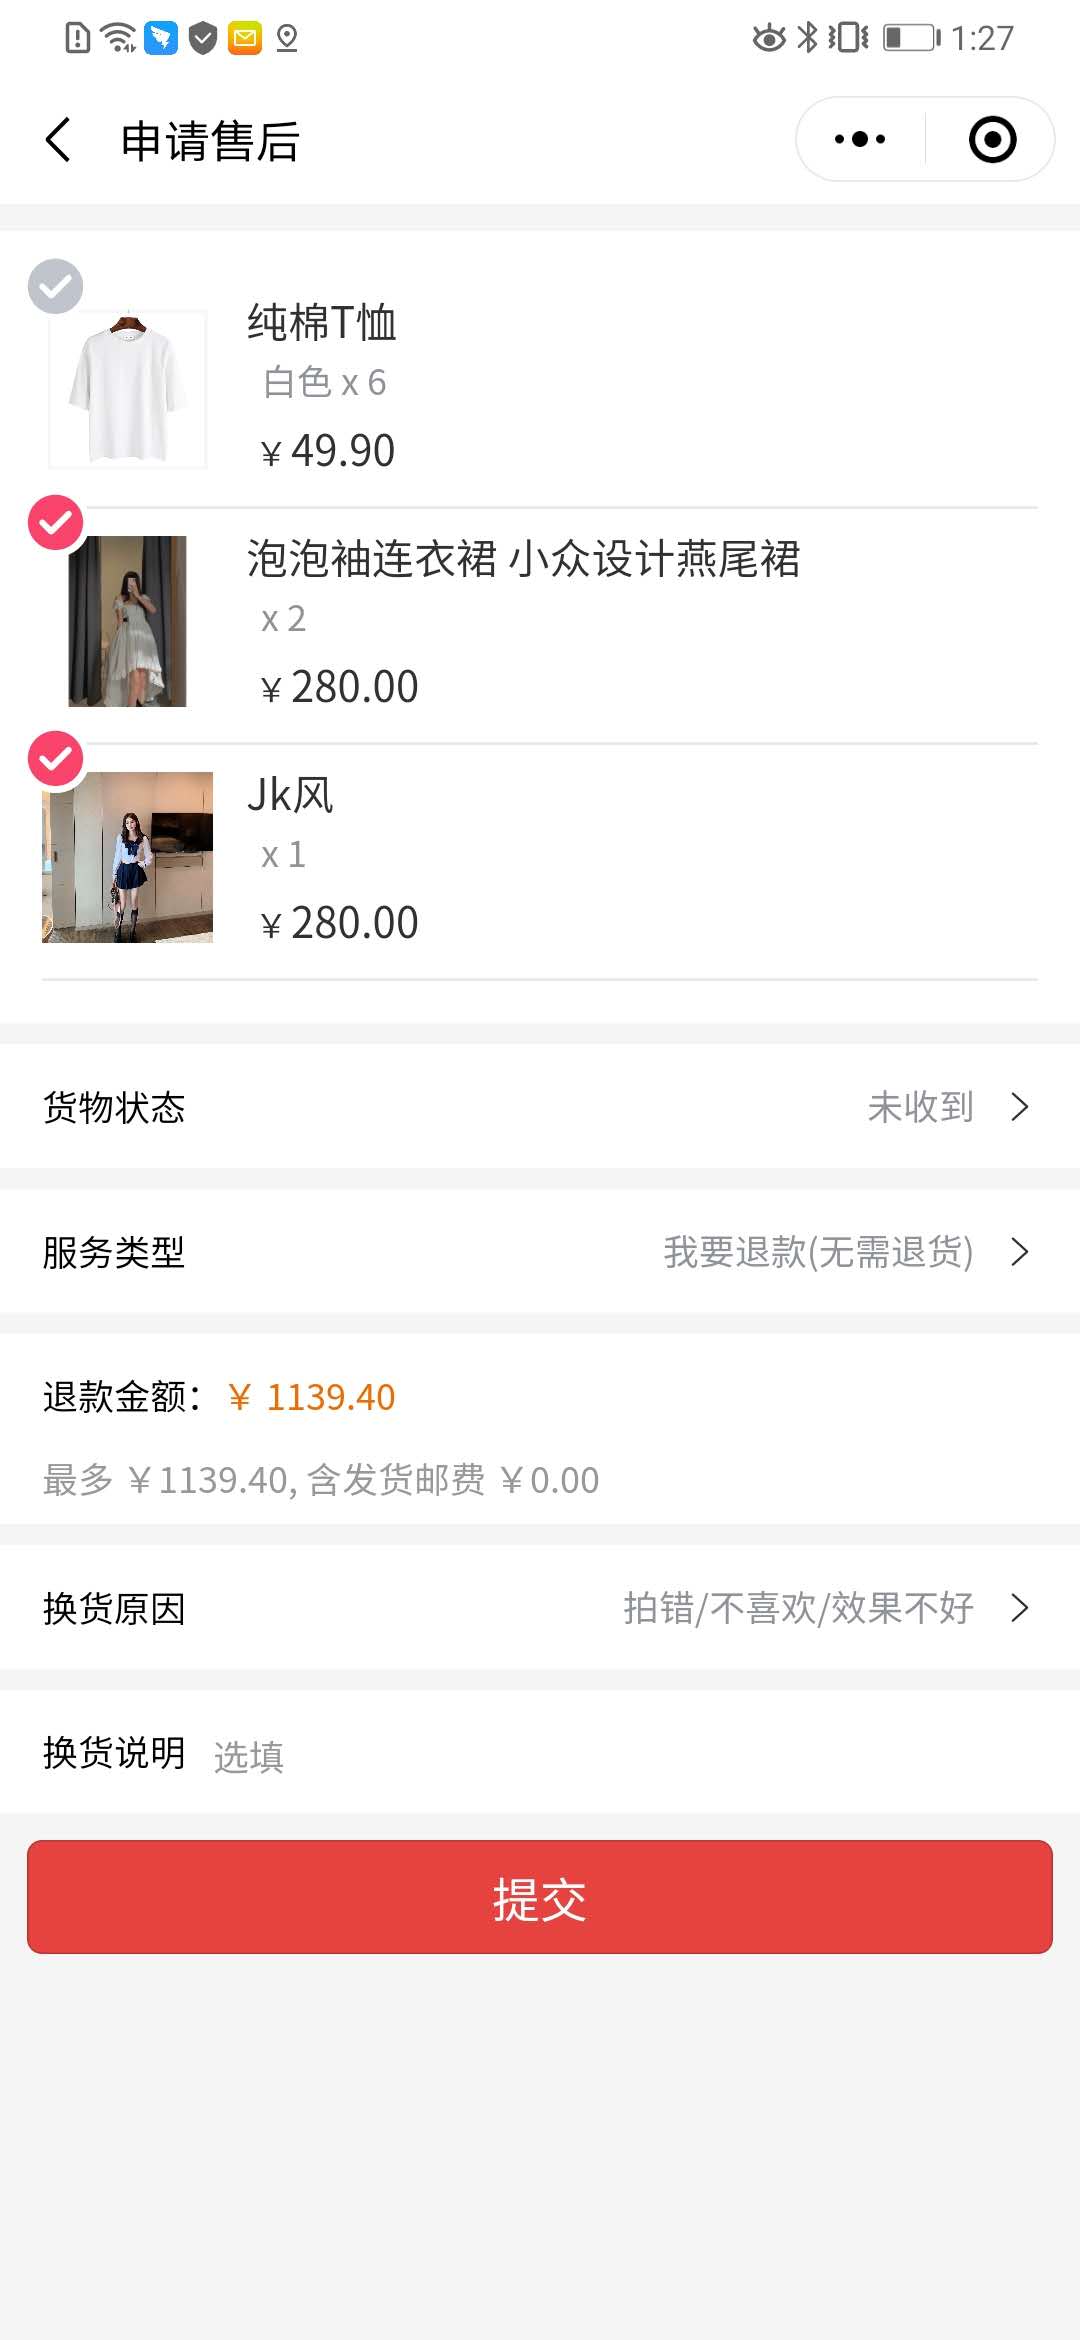 1:27
申请售后
纯棉T恤
白色 x 6
￥49.90
泡泡袖连衣裙 小众设计燕尾裙
x 2
￥280.00
Jk风
x 1
￥280.00
货物状态 未收到
服务类型 我要退款(无需退货)
退款金额： ￥ 1139.40
最多 ￥1139.40, 含发货邮费 ￥0.00
换货原因 拍错/不喜欢/效果不好
换货说明 选填
提交